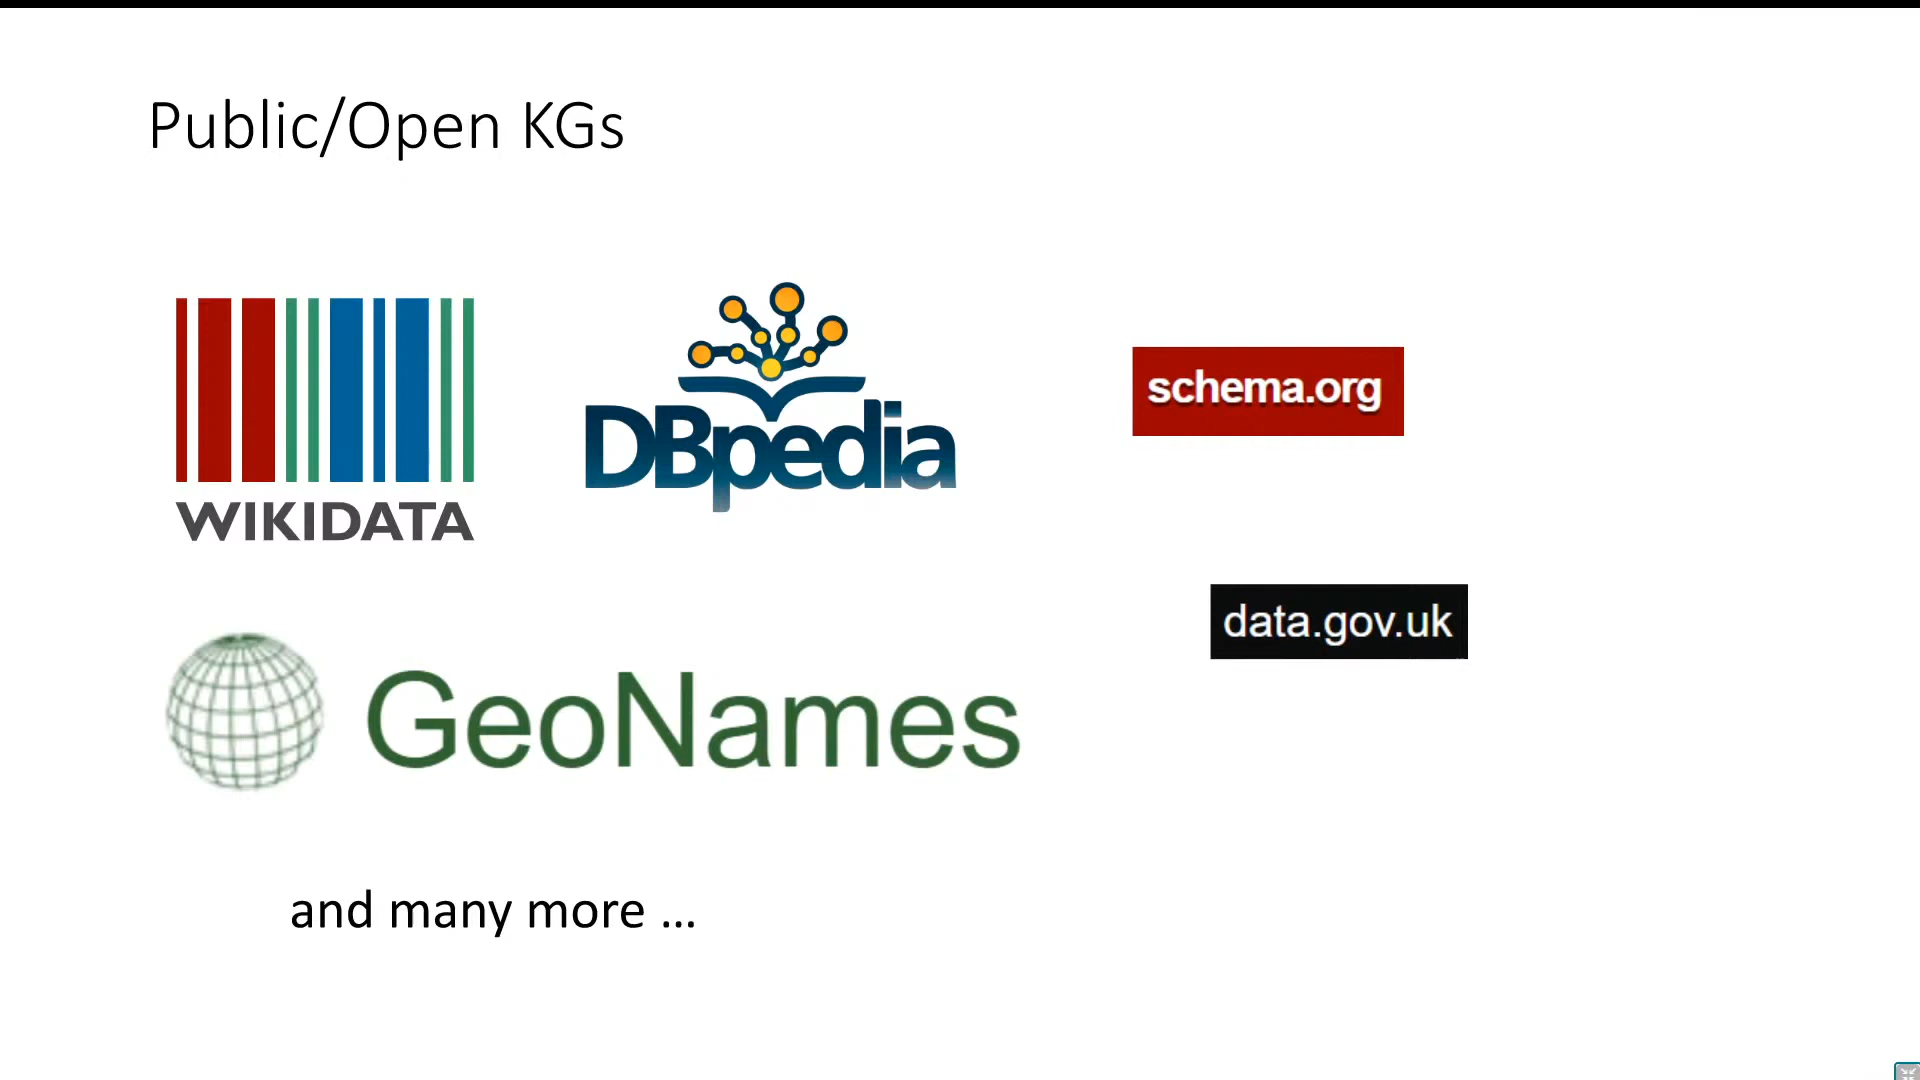 Public/Open KGs
WIKIDATA
DBpedia
schema.org
data.gov.uk
GeoNames
and many more ...